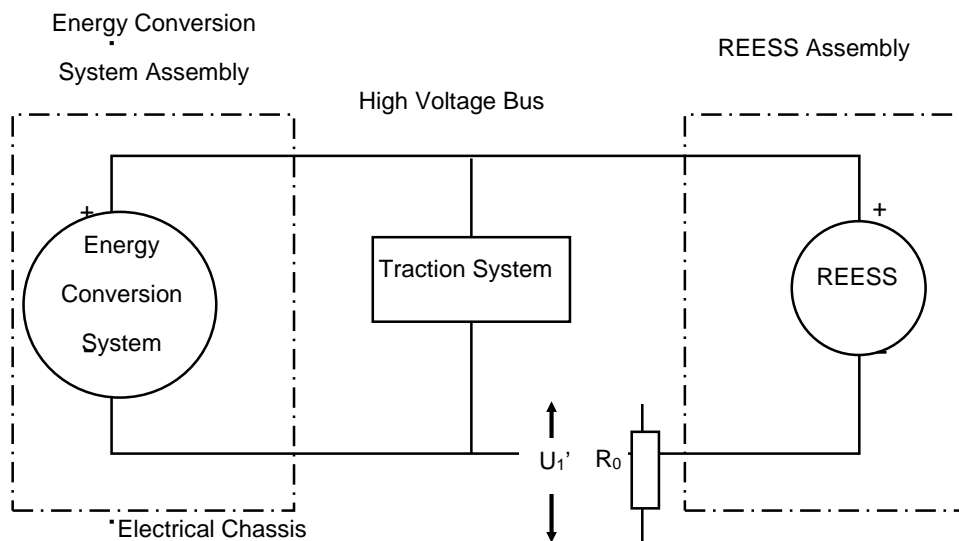 Energy Conversion
System Assembly
REESS Assembly
High Voltage Bus
+
Energy
Conversion
System
-
Traction System
+
REESS
-
U₁’
R₀
Electrical Chassis